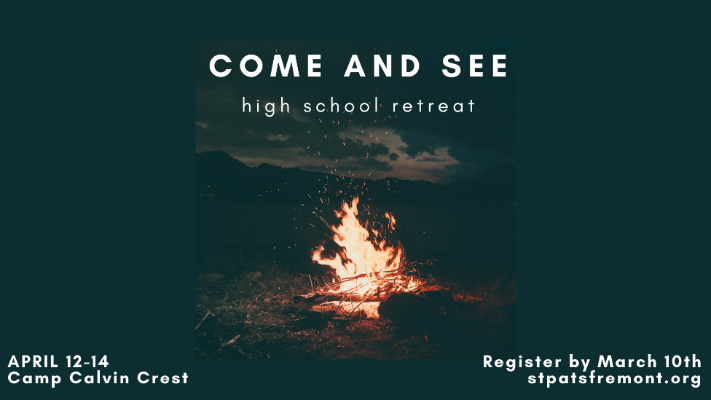 COME AND SEE
high school retreat
APRIL 12-14
Camp Calvin Crest
Register by March 10th
stpatsfremont.org